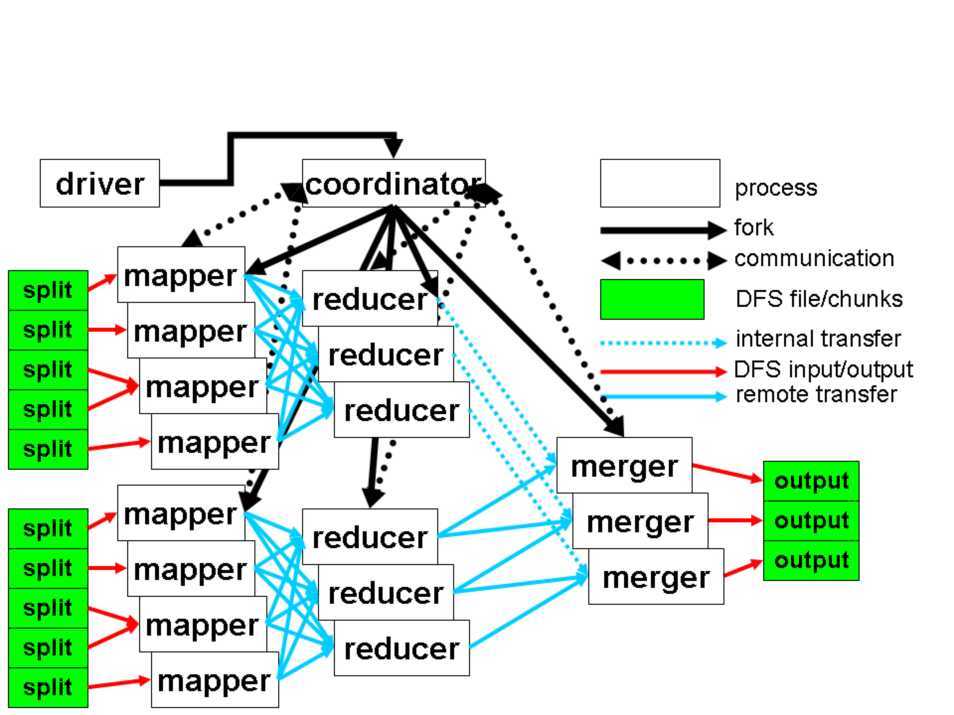 driver
coordinator
process
fork
communication
DFS file/chunks
internal transfer
DFS input/output
remote transfer
split
split
split
split
split
mapper
mapper
mapper
mapper
reducer
reducer
reducer
split
split
split
split
split
mapper
mapper
mapper
mapper
reducer
reducer
reducer
merger
merger
merger
output
output
output